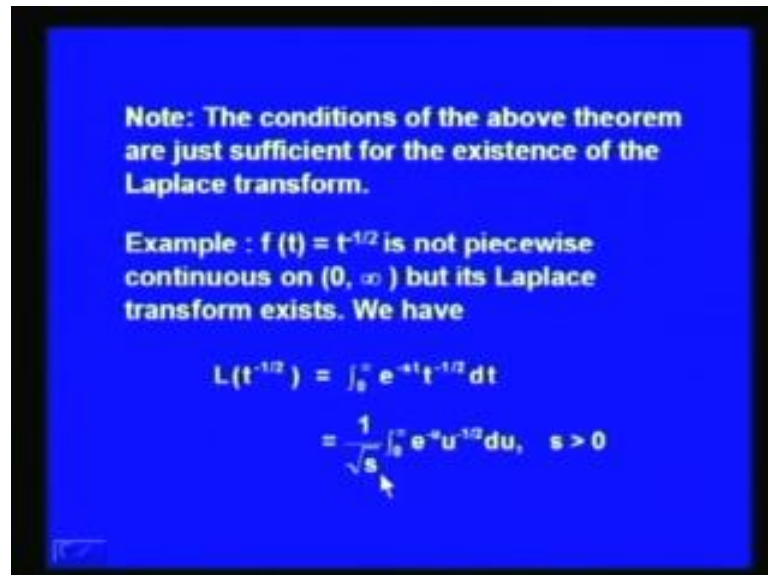 Note: The conditions of the above theorem
are just sufficient for the existence of the
Laplace transform.
Example : f (t) = t^-1/2 is not piecewise
continuous on (0, ∞ ) but its Laplace
transform exists. We have
L(t^-1/2 ) = ∫_0^∞ e^-st t^-1/2 dt
= 1/√s ∫_0^∞ e^-u u^-1/2 du, s > 0